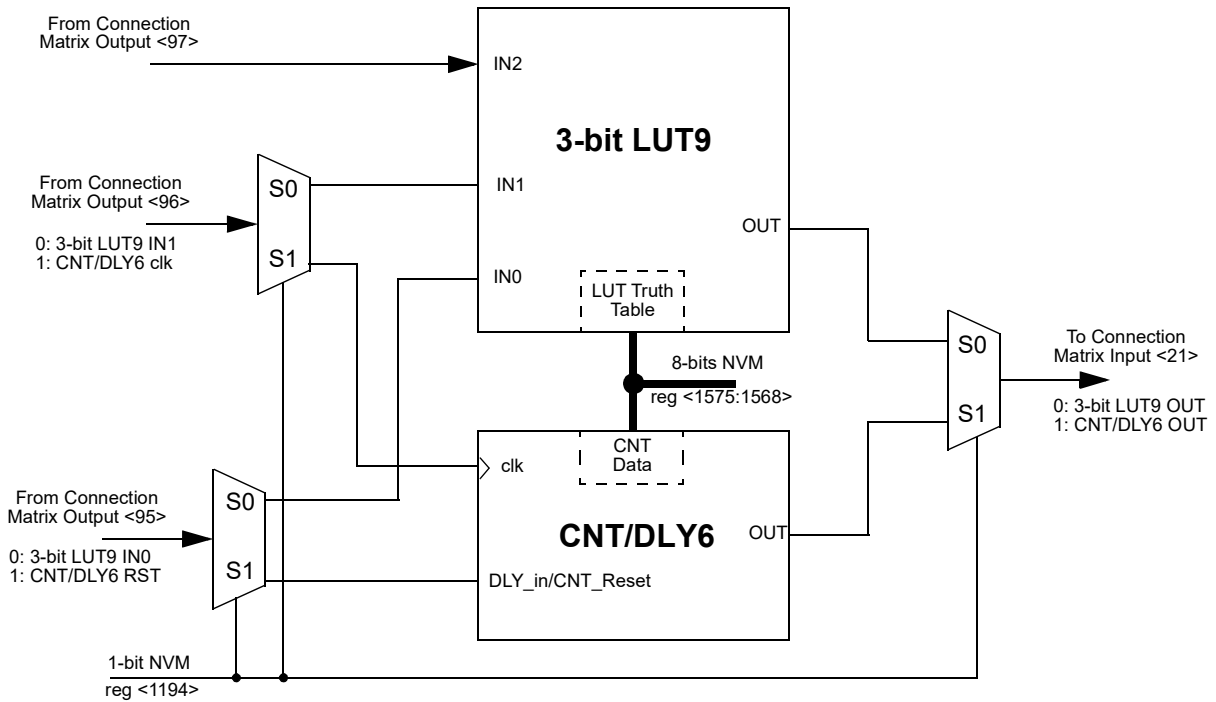 From Connection
Matrix Output <97>
IN2
3-bit LUT9
From Connection
Matrix Output <96>
S0
S1
0: 3-bit LUT9 IN1
1: CNT/DLY6 clk
IN1
IN0
OUT
LUT Truth
Table
8-bits NVM
reg <1575:1568>
S0
S1
To Connection
Matrix Input <21>
0: 3-bit LUT9 OUT
1: CNT/DLY6 OUT
CNT
Data
clk
CNT/DLY6
OUT
DLY_in/CNT_Reset
From Connection
Matrix Output <95>
S0
S1
0: 3-bit LUT9 IN0
1: CNT/DLY6 RST
1-bit NVM
reg <1194>